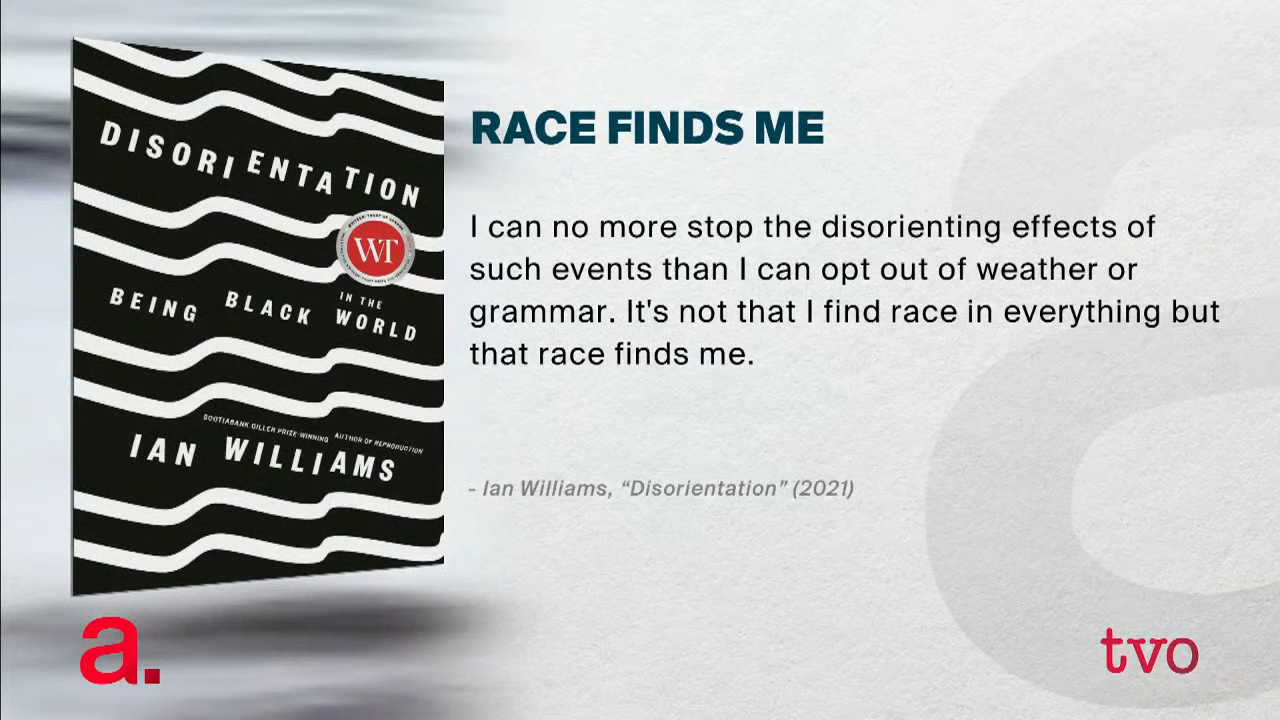 DISORIENTATION
WT
BEING BLACK IN THE WORLD
SCOTIABANK GILLER PRIZE-WINNING AUTHOR OF REPRODUCTION
IAN WILLIAMS
RACE FINDS ME
I can no more stop the disorienting effects of
such events than I can opt out of weather or
grammar. It's not that I find race in everything but
that race finds me.
- Ian Williams, “Disorientation” (2021)
a.
tvo